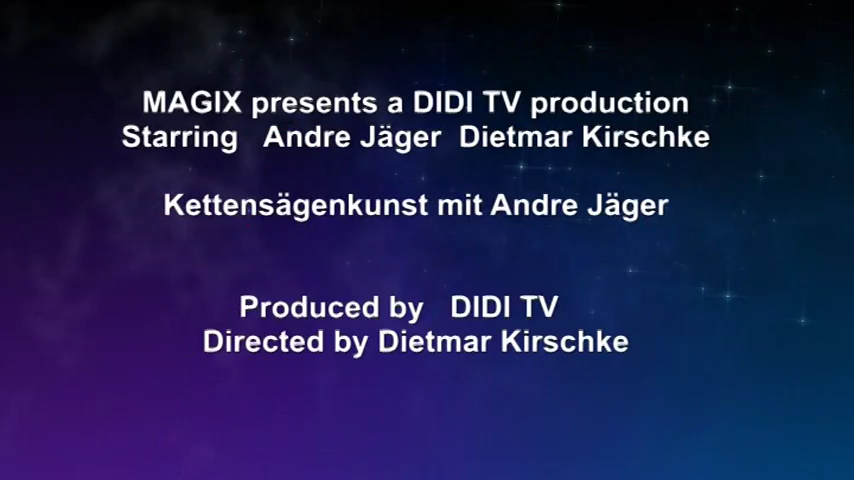 MAGIX presents a DIDI TV production
Starring Andre Jäger Dietmar Kirschke
Kettensägenkunst mit Andre Jäger
Produced by DIDI TV
Directed by Dietmar Kirschke